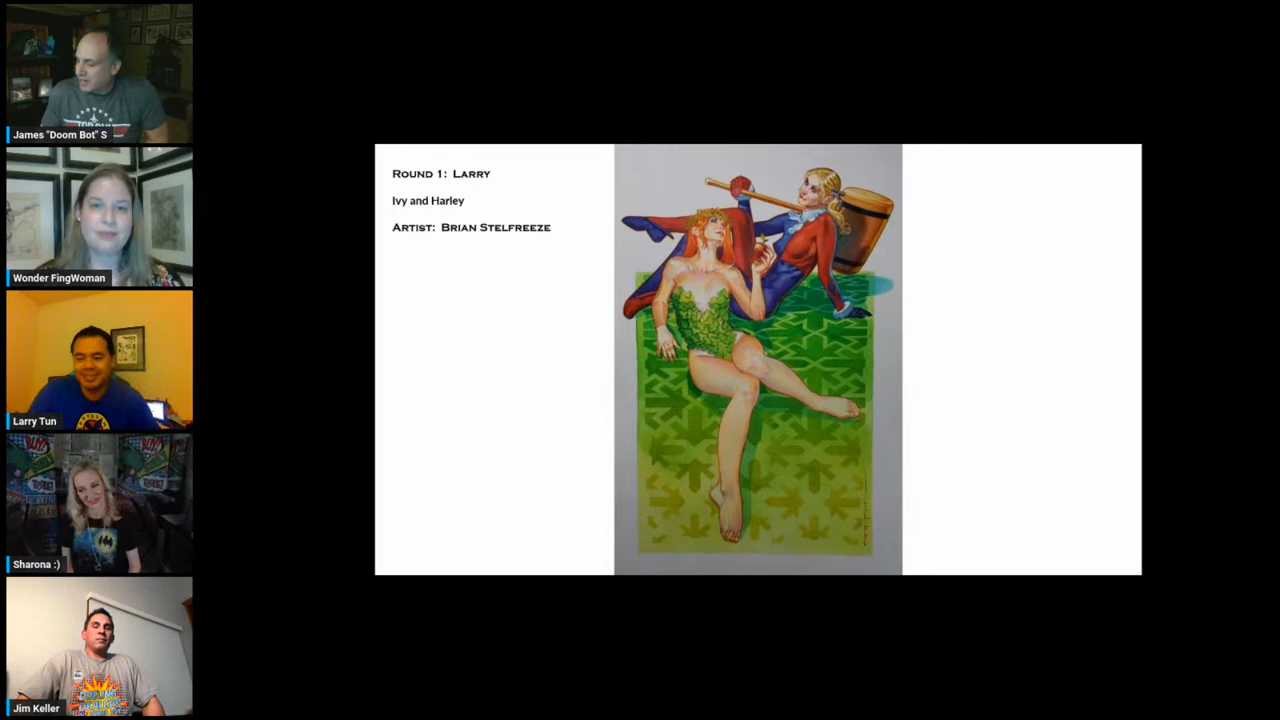 James "Doom Bot" S
Wonder FingWoman
Larry Tun
Sharona :)
Jim Keller
Round 1: Larry
Ivy and Harley
Artist: Brian Stelfreeze